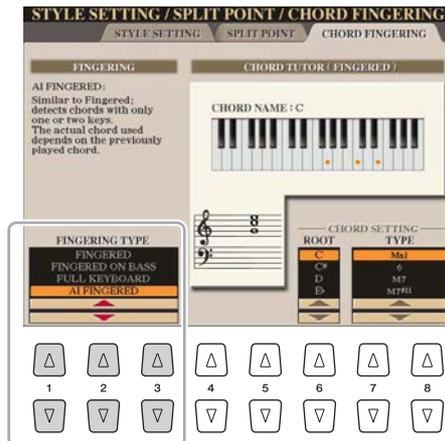 STYLE SETTING / SPLIT POINT / CHORD FINGERING
STYLE SETTING
SPLIT POINT
CHORD FINGERING
FINGERING
CHORD TUTOR ( FINGERED )
AI FINGERED:
Similar to Fingered;
detects chords with only
one or two keys.
The actual chord used
depends on the previously
played chord.
CHORD NAME : C
FINGERING TYPE
FINGERED
FINGERED ON BASS
FULL KEYBOARD
AI FINGERED
CHORD SETTING
ROOT
TYPE
C
Maj
C#
6
D
M7
E♭
M7#11
1 2 3 4 5 6 7 8